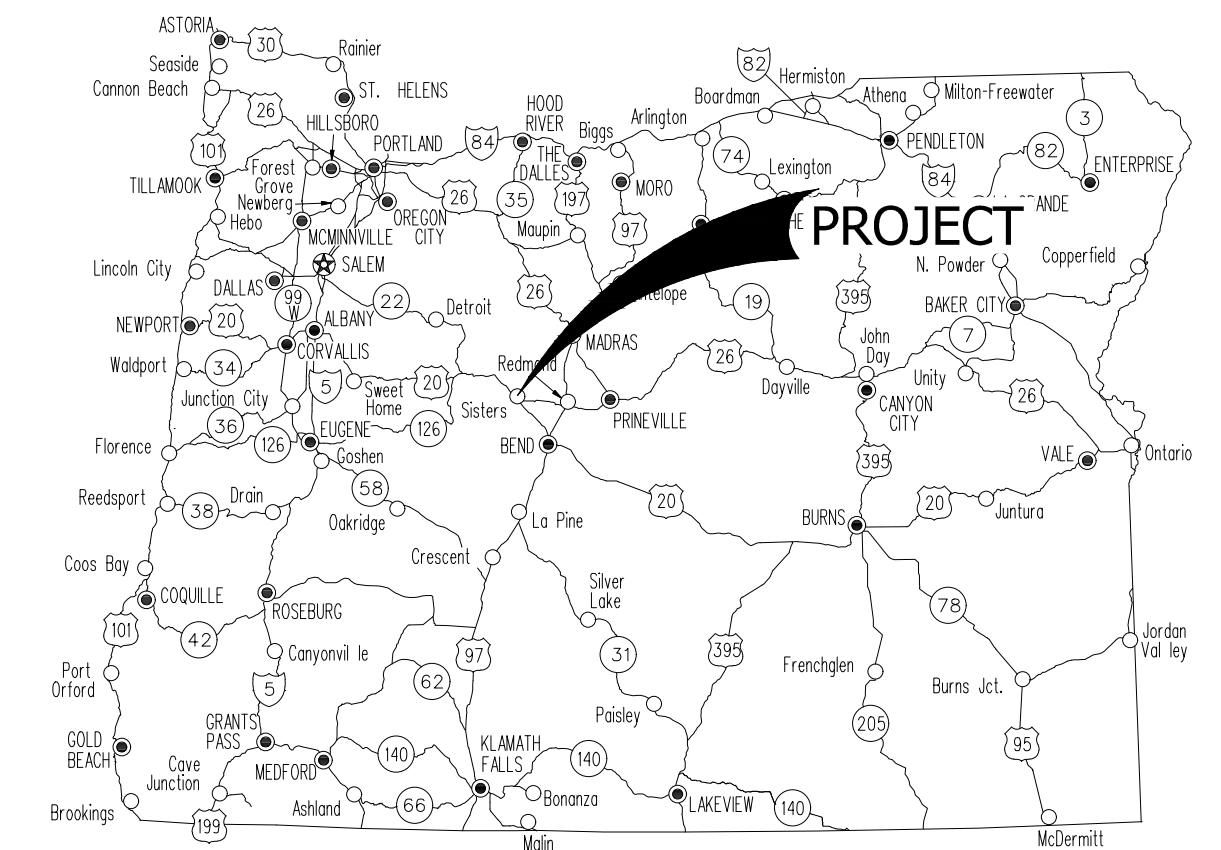 ASTORIA
30
Rainier
Seaside
Cannon Beach
ST. HELENS
26
HILLSBORO
101
PORTLAND
Forest
Grove
TILLAMOOK
Newberg
Hebo
OREGON
CITY
MCMINNVILLE
84
HOOD
RIVER
Biggs
THE
DALLES
26
35
197
MORO
97
Maupin
Arlington
Boardman
82
Hermiston
Athena
Milton-Freewater
PENDLETON
3
82
ENTERPRISE
74
Lexington
84
PROJECT
N. Powder
Copperfield
Lincoln City
SALEM
DALLAS
99
W
22
Detroit
NEWPORT
20
ALBANY
CORVALLIS
26
MADRAS
19
395
BAKER CITY
7
Waldport
34
5
Sweet
Home
20
Redmond
26
Dayville
John
Day
Unity
26
Junction City
36
Sisters
PRINEVILLE
CANYON
CITY
126
EUGENE
126
BEND
Florence
Goshen
395
VALE
Ontario
Reedsport
38
Drain
58
Oakridge
La Pine
20
BURNS
20
Juntura
Coos Bay
Crescent
COQUILLE
ROSEBURG
Silver
Lake
101
42
78
Canyonvil le
97
31
395
Frenchglen
Jordan
Val ley
Port
Orford
5
62
Burns Jct.
Paisley
GOLD
BEACH
GRANTS
PASS
205
95
MEDFORD
140
KLAMATH
FALLS
140
Cave
Junction
Brookings
199
Ashland
66
Bonanza
LAKEVIEW
140
Malin
McDermitt